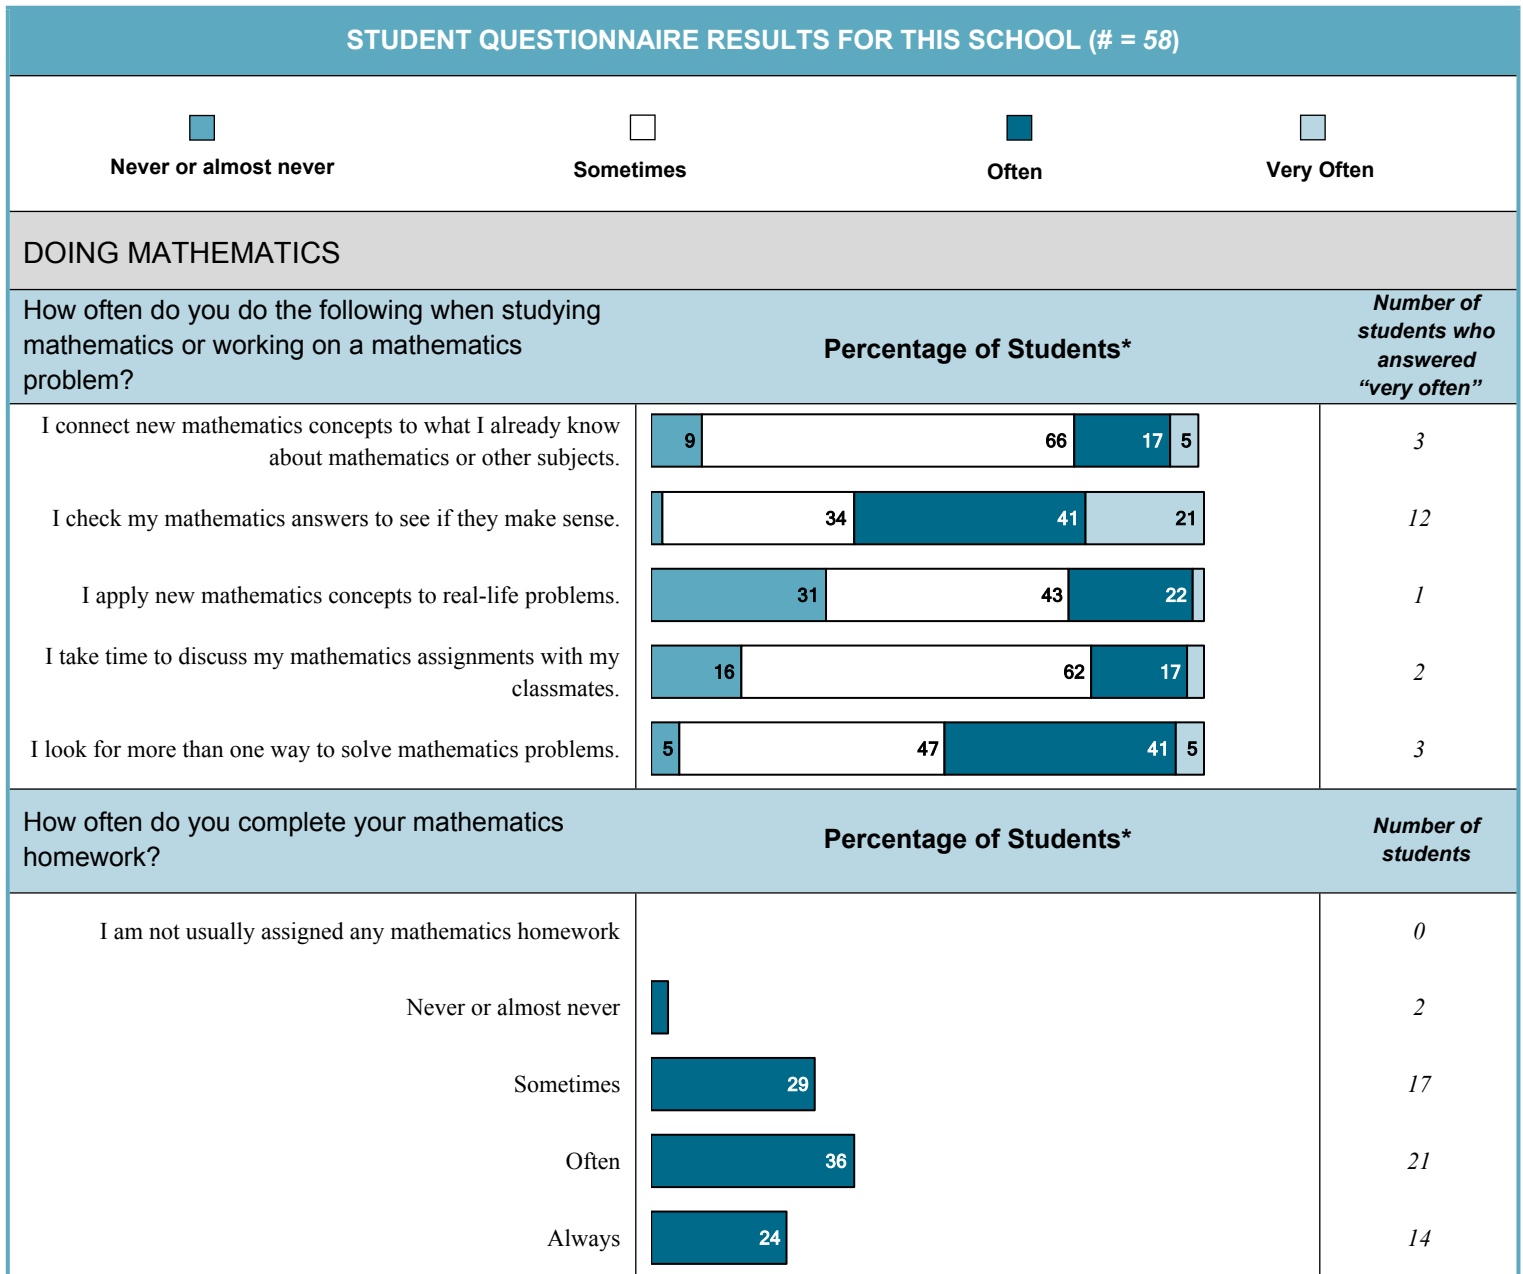 STUDENT QUESTIONNAIRE RESULTS FOR THIS SCHOOL (# = 58)
Never or almost never
Sometimes
Often
Very Often
DOING MATHEMATICS
How often do you do the following when studying
mathematics or working on a mathematics
problem?
Percentage of Students*
Number of
students who
answered
“very often”
I connect new mathematics concepts to what I already know
about mathematics or other subjects.
9 66 17 5
3
I check my mathematics answers to see if they make sense.
34 41 21
12
I apply new mathematics concepts to real-life problems.
31 43 22
1
I take time to discuss my mathematics assignments with my
classmates.
16 62 17
2
I look for more than one way to solve mathematics problems.
5 47 41 5
3
How often do you complete your mathematics
homework?
Percentage of Students*
Number of
students
I am not usually assigned any mathematics homework
0
Never or almost never
2
Sometimes
29
17
Often
36
21
Always
24
14